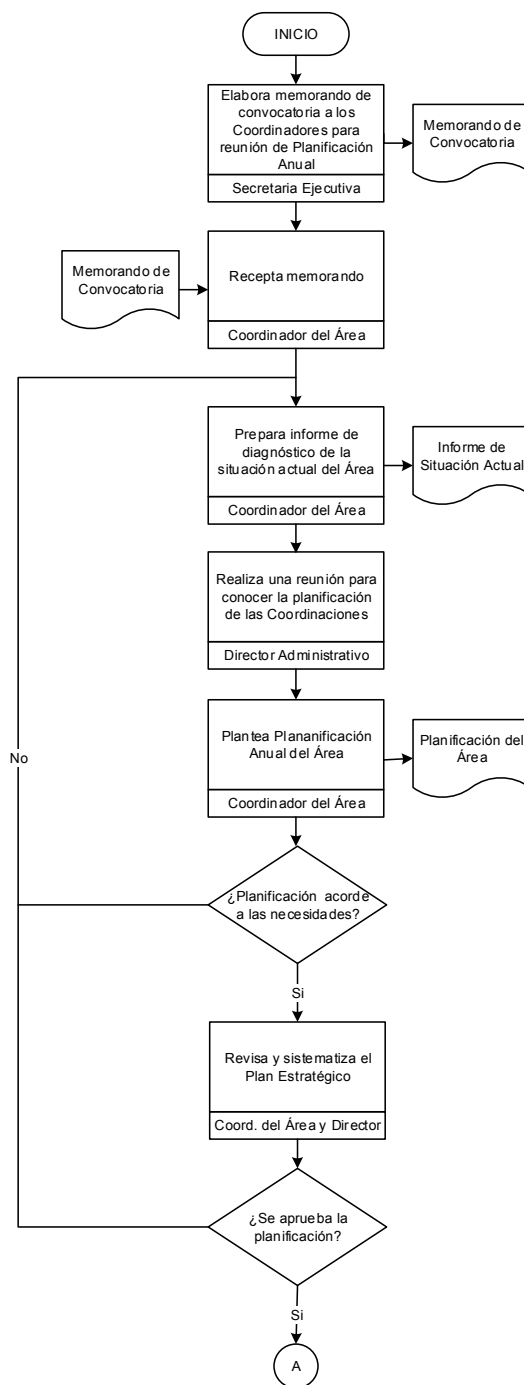 INICIO
Elabora memorando de
convocatoria a los
Coordinadores para
reunión de Planificación
Anual
Secretaria Ejecutiva
Memorando de
Convocatoria
Memorando de
Convocatoria
Recepta memorando
Coordinador del Área
Prepara informe de
diagnóstico de la
situación actual del Área
Coordinador del Área
Informe de
Situación Actual
Realiza una reunión para
conocer la planificación
de las Coordinaciones
Director Administrativo
Plantea Plananificación
Anual del Área
Coordinador del Área
Planificación del
Área
No
¿Planificación acorde
a las necesidades?
Si
Revisa y sistematiza el
Plan Estratégico
Coord. del Área y Director
¿Se aprueba la
planificación?
Si
A